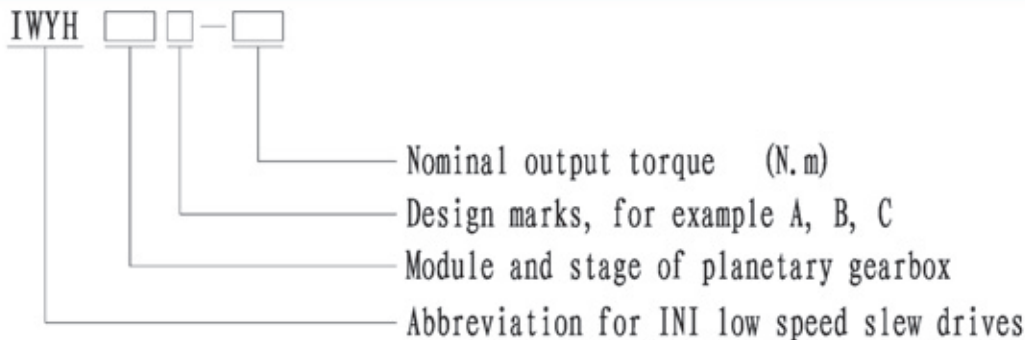 IWYH —
Nominal output torque (N.m)
Design marks, for example A, B, C
Module and stage of planetary gearbox
Abbreviation for INI low speed slew drives